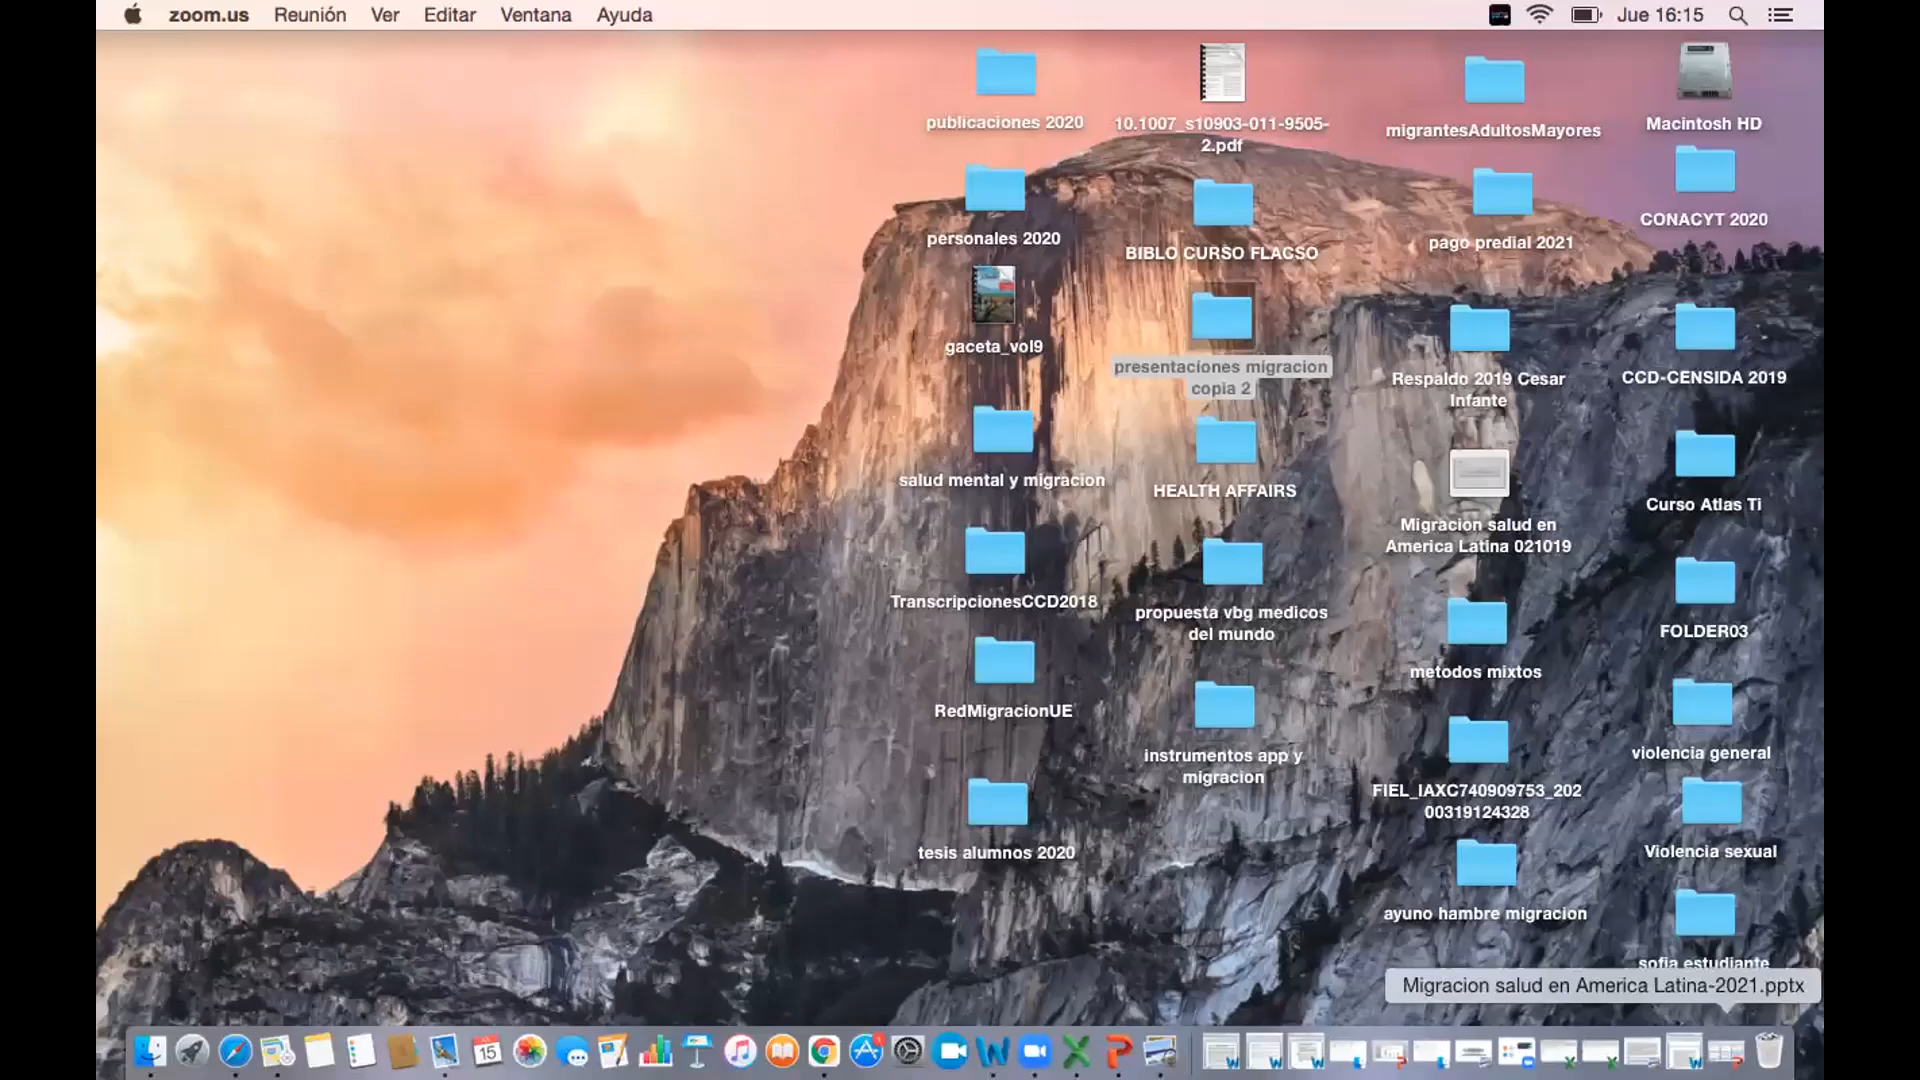 zoom.us Reunión Ver Editar Ventana Ayuda
Jue 16:15
publicaciones 2020
10.1007_s10903-011-9505-
2.pdf
migrantesAdultosMayores
Macintosh HD
personales 2020
BIBLO CURSO FLACSO
pago predial 2021
CONACYT 2020
gaceta_vol9
presentaciones migracion
copia 2
Respaldo 2019 Cesar
Infante
CCD-CENSIDA 2019
salud mental y migracion
HEALTH AFFAIRS
Migracion salud en
America Latina 021019
Curso Atlas Ti
TranscripcionesCCD2018
propuesta vbg medicos
del mundo
metodos mixtos
FOLDER03
RedMigracionUE
instrumentos app y
migracion
FIEL_IAXC740909753_202
00319124328
violencia general
tesis alumnos 2020
ayuno hambre migracion
Violencia sexual
sofia estudiante
Migracion salud en America Latina-2021.pptx
15